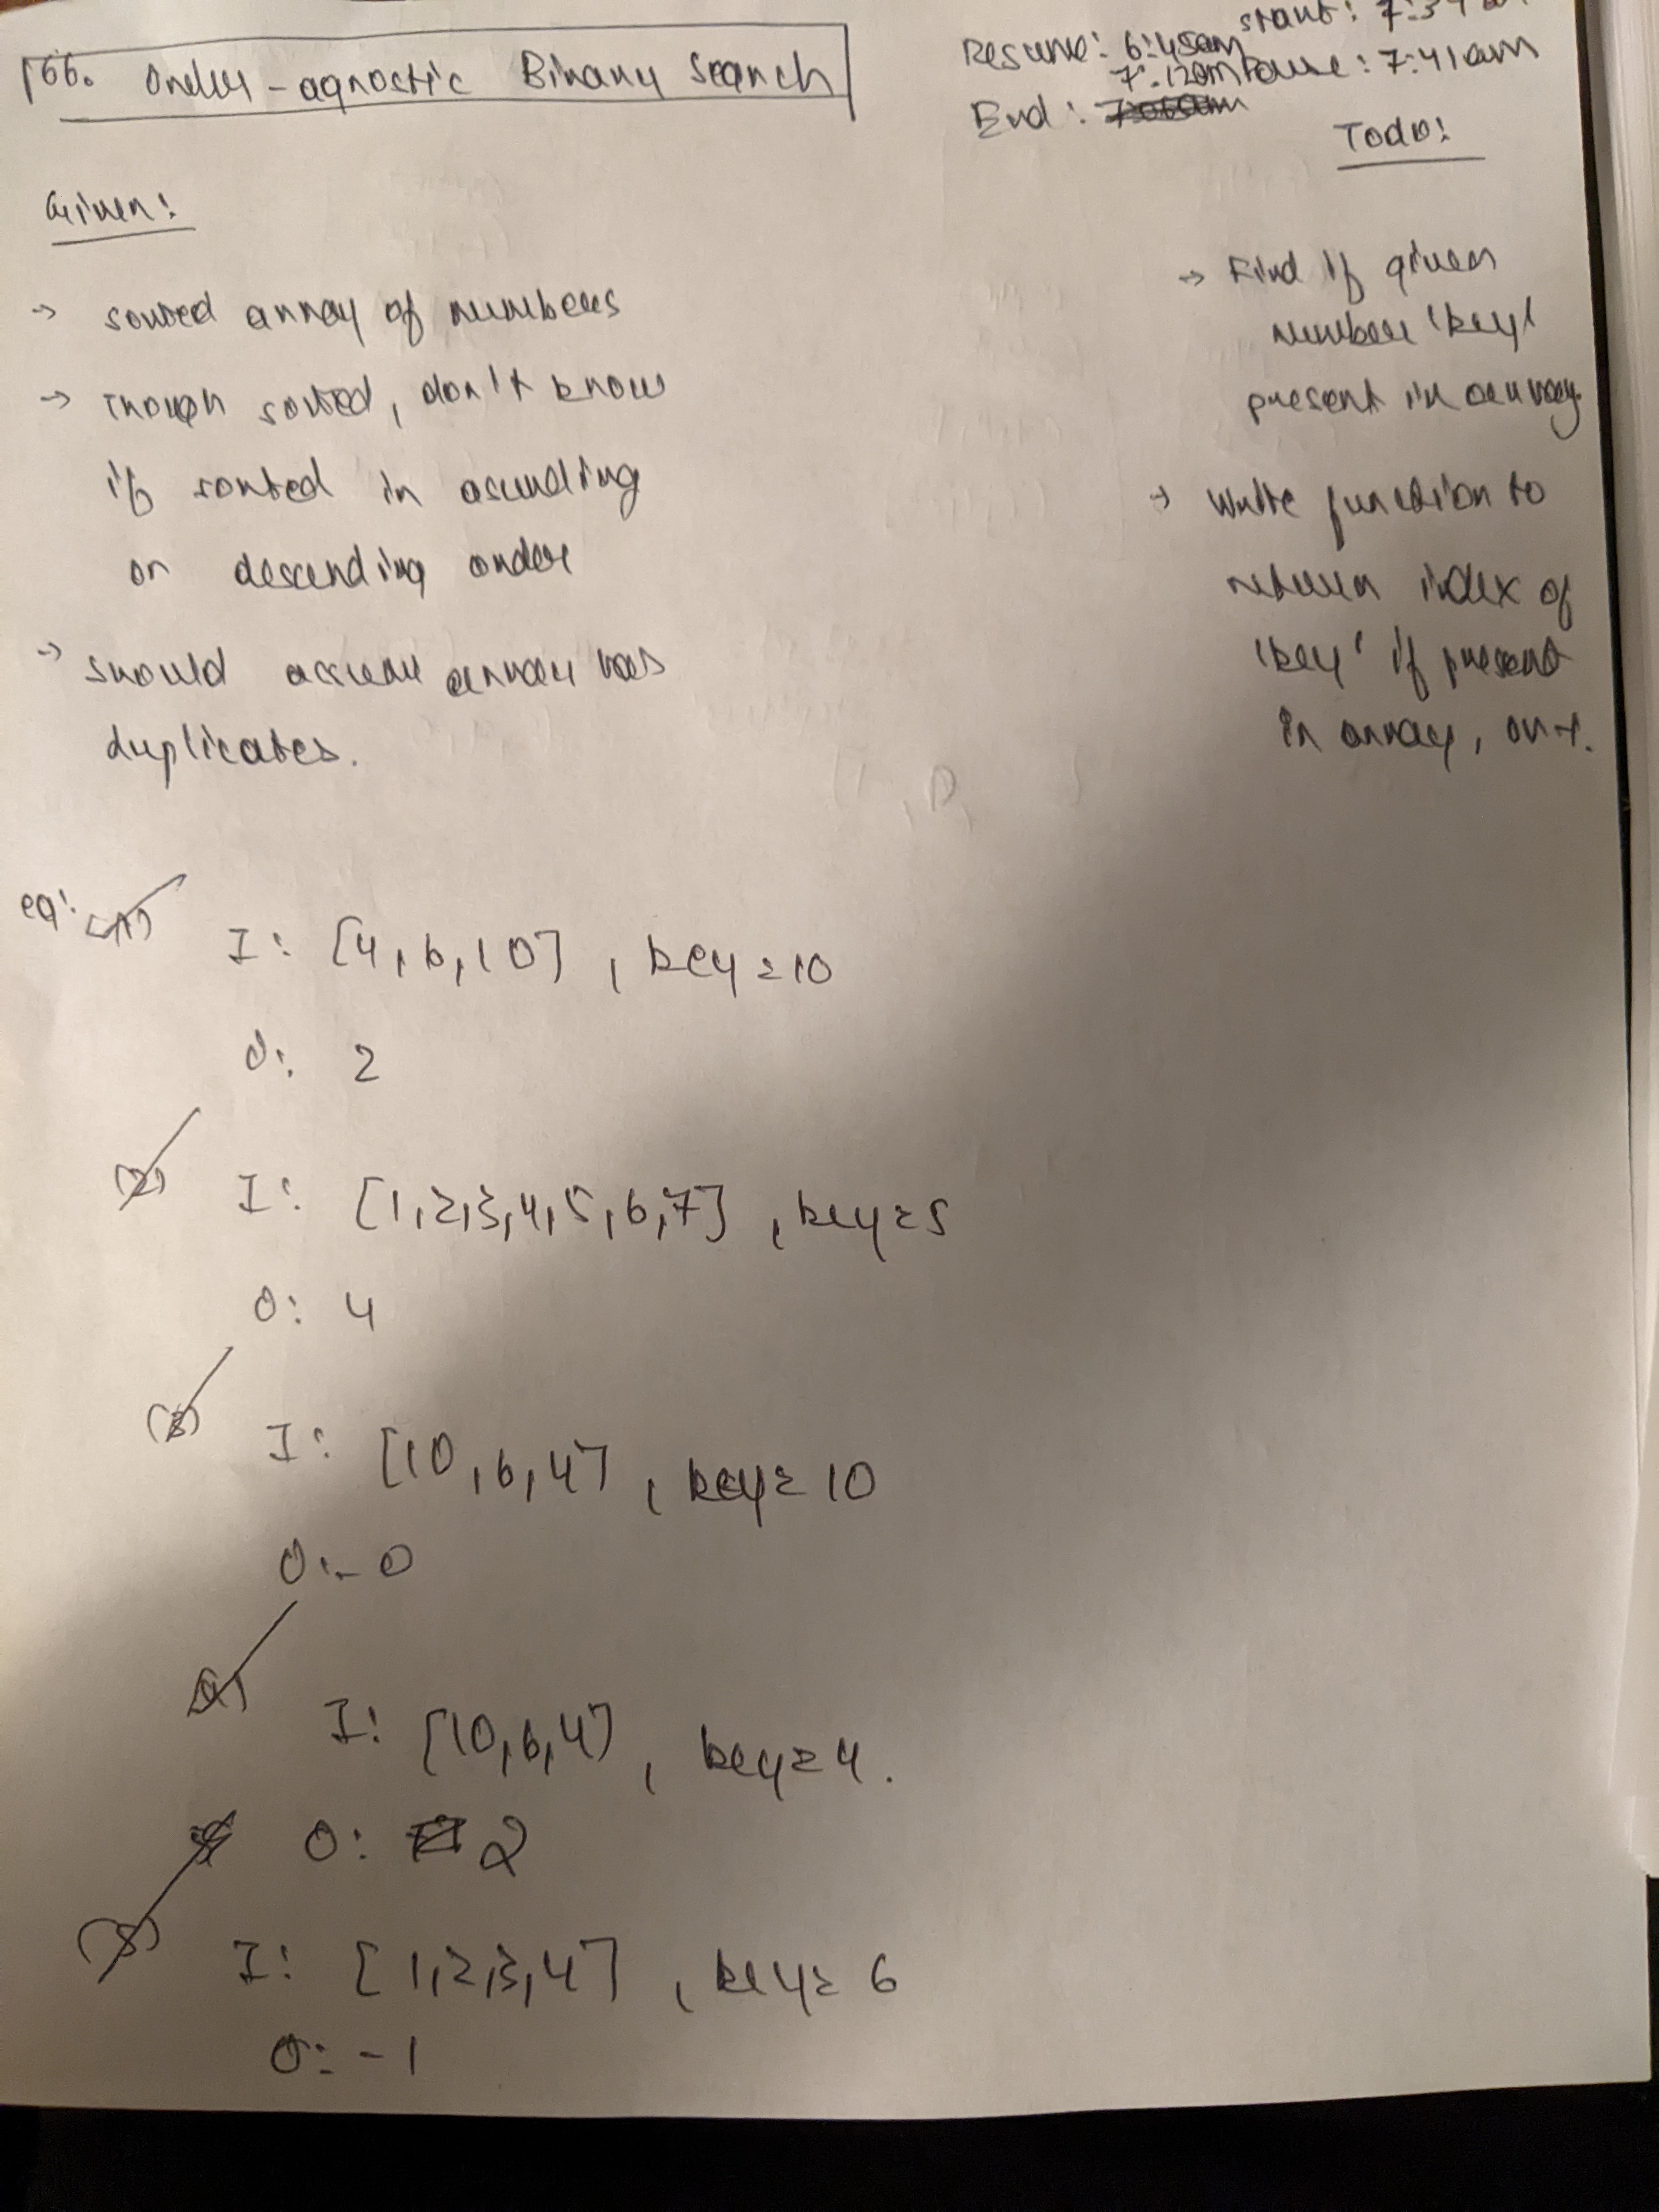 166. Order-agnostic Binary Search
start: 7:3
Resume: 6:45am
7:12am Pause: 7:41am
End:
Todo:
Given:
→ sorted array of numbers
→ Though sorted, don't know
if sorted in ascending
or descending order
→ should assume array has
duplicates.
→ Find if given
number 'key'
present in array.
→ Write function to
return index of
'key' if present
in array, or -1.
eg: (1) I: [4, 6, 10], key = 10
O: 2
(2) I: [1,2,3,4,5,6,7], key = 5
O: 4
(3) I: [10, 6, 4], key = 10
O: 0
(4) I: [10, 6, 4], key = 4.
O: 2
(5) I: [1,2,3,4], key = 6
O: -1